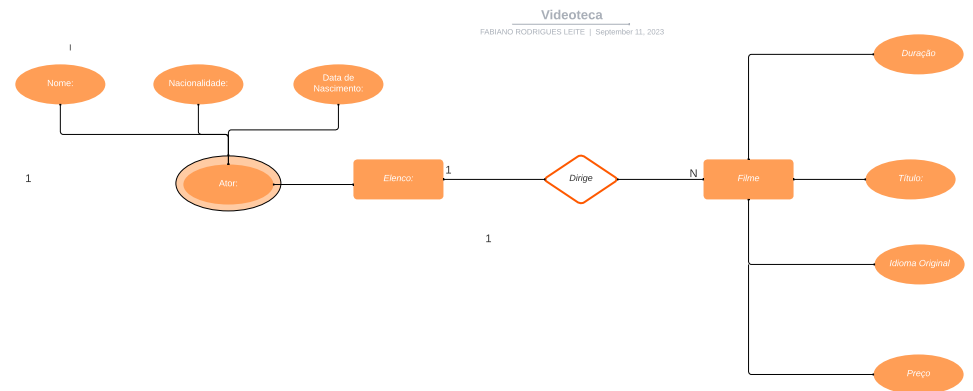 Videoteca
FABIANO RODRIGUES LEITE | September 11, 2023
I
Duração
Nome:
Nacionalidade:
Data de
Nascimento:
1
Ator:
Elenco:
1
Dirige
N
Filme
Título:
1
Idioma Original
Preço